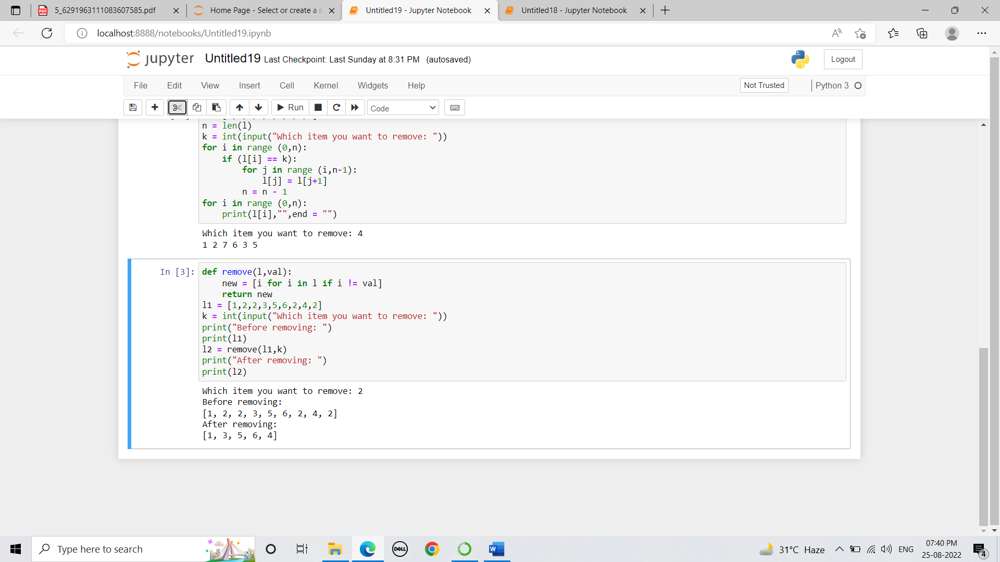 5_6291963111083607585.pdf
Home Page - Select or create a n
Untitled19 - Jupyter Notebook
Untitled18 - Jupyter Notebook
localhost:8888/notebooks/Untitled19.ipynb
jupyter Untitled19 Last Checkpoint: Last Sunday at 8:31 PM (autosaved)
Logout
File Edit View Insert Cell Kernel Widgets Help
Not Trusted
Python 3
Run
Code
n = len(l)
k = int(input("Which item you want to remove: "))
for i in range (0,n):
    if (l[i] == k):
        for j in range (i,n-1):
            l[j] = l[j+1]
        n = n - 1
for i in range (0,n):
    print(l[i],"",end = "")
Which item you want to remove: 4
1 2 7 6 3 5
In [3]:
def remove(l,val):
    new = [i for i in l if i != val]
    return new
l1 = [1,2,2,3,5,6,2,4,2]
k = int(input("Which item you want to remove: "))
print("Before removing: ")
print(l1)
l2 = remove(l1,k)
print("After removing: ")
print(l2)
Which item you want to remove: 2
Before removing:
[1, 2, 2, 3, 5, 6, 2, 4, 2]
After removing:
[1, 3, 5, 6, 4]
Type here to search
DELL
W
31°C Haze
ENG
07:40 PM
25-08-2022
4